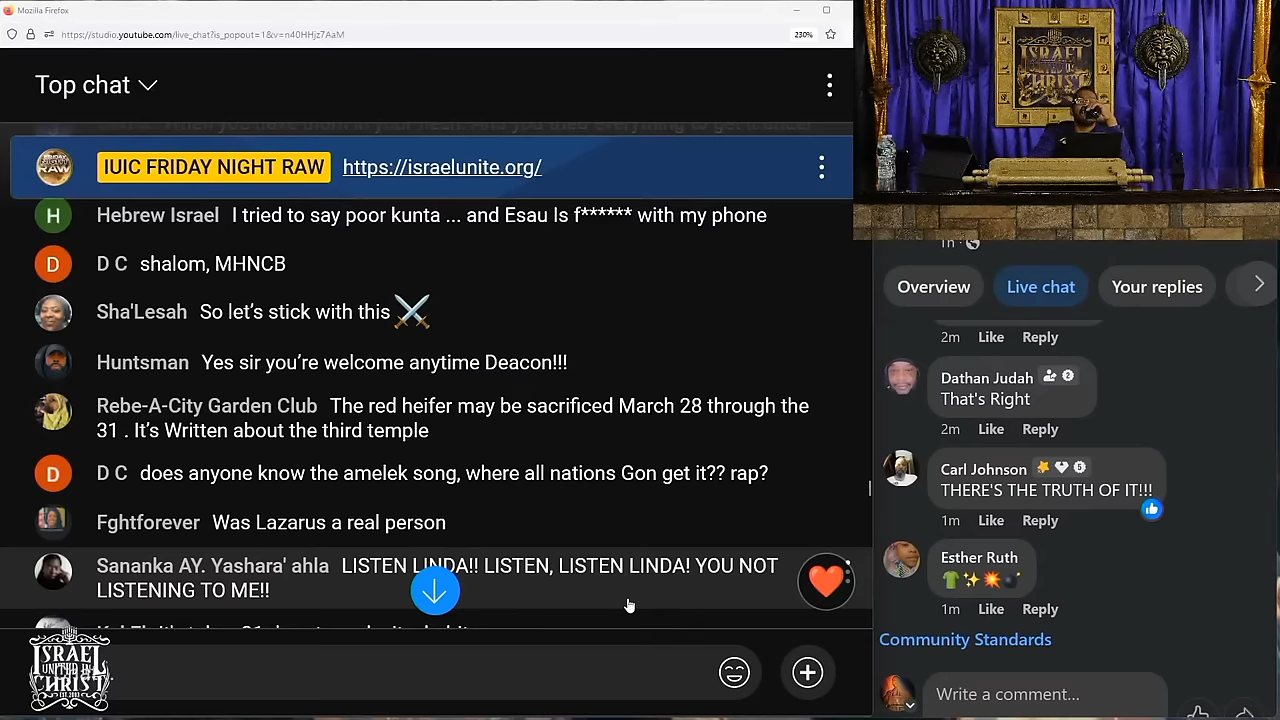 Mozilla Firefox
https://studio.youtube.com/live_chat?is_popout=1&v=n40HHjz7AaM
230%
Top chat
IUIC FRIDAY NIGHT RAW https://israelunite.org/
H Hebrew Israel I tried to say poor kunta ... and Esau Is f****** with my phone
D D C shalom, MHNCB
Sha'Lesah So let's stick with this
Huntsman Yes sir you're welcome anytime Deacon!!!
Rebe-A-City Garden Club The red heifer may be sacrificed March 28 through the
31 . It's Written about the third temple
D D C does anyone know the amelek song, where all nations Gon get it?? rap?
Fghtforever Was Lazarus a real person
Sananka AY. Yashara' ahla LISTEN LINDA!! LISTEN, LISTEN LINDA! YOU NOT
LISTENING TO ME!!
ISRAEL
UNITED IN
CHRIST
ISRAEL
UNITED IN
CHRIST
1h
Overview
Live chat
Your replies
2m Like Reply
Dathan Judah 2
That's Right
2m Like Reply
Carl Johnson 5
THERE'S THE TRUTH OF IT!!!
1m Like Reply
Esther Ruth
1m Like Reply
Community Standards
Write a comment...